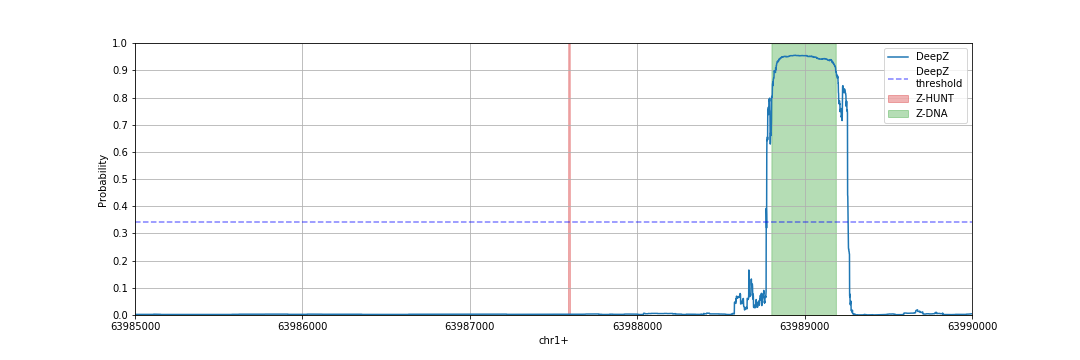 1.0
0.9
0.8
0.7
0.6
0.5
0.4
0.3
0.2
0.1
0.0
Probability
63985000
63986000
63987000
63988000
63989000
63990000
chr1+
DeepZ
DeepZ
threshold
Z-HUNT
Z-DNA